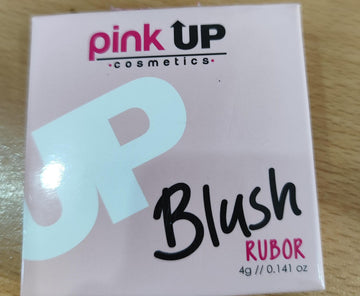 pink UP
•cosmetics•
UP
Blush
RUBOR
4g // 0.141 oz